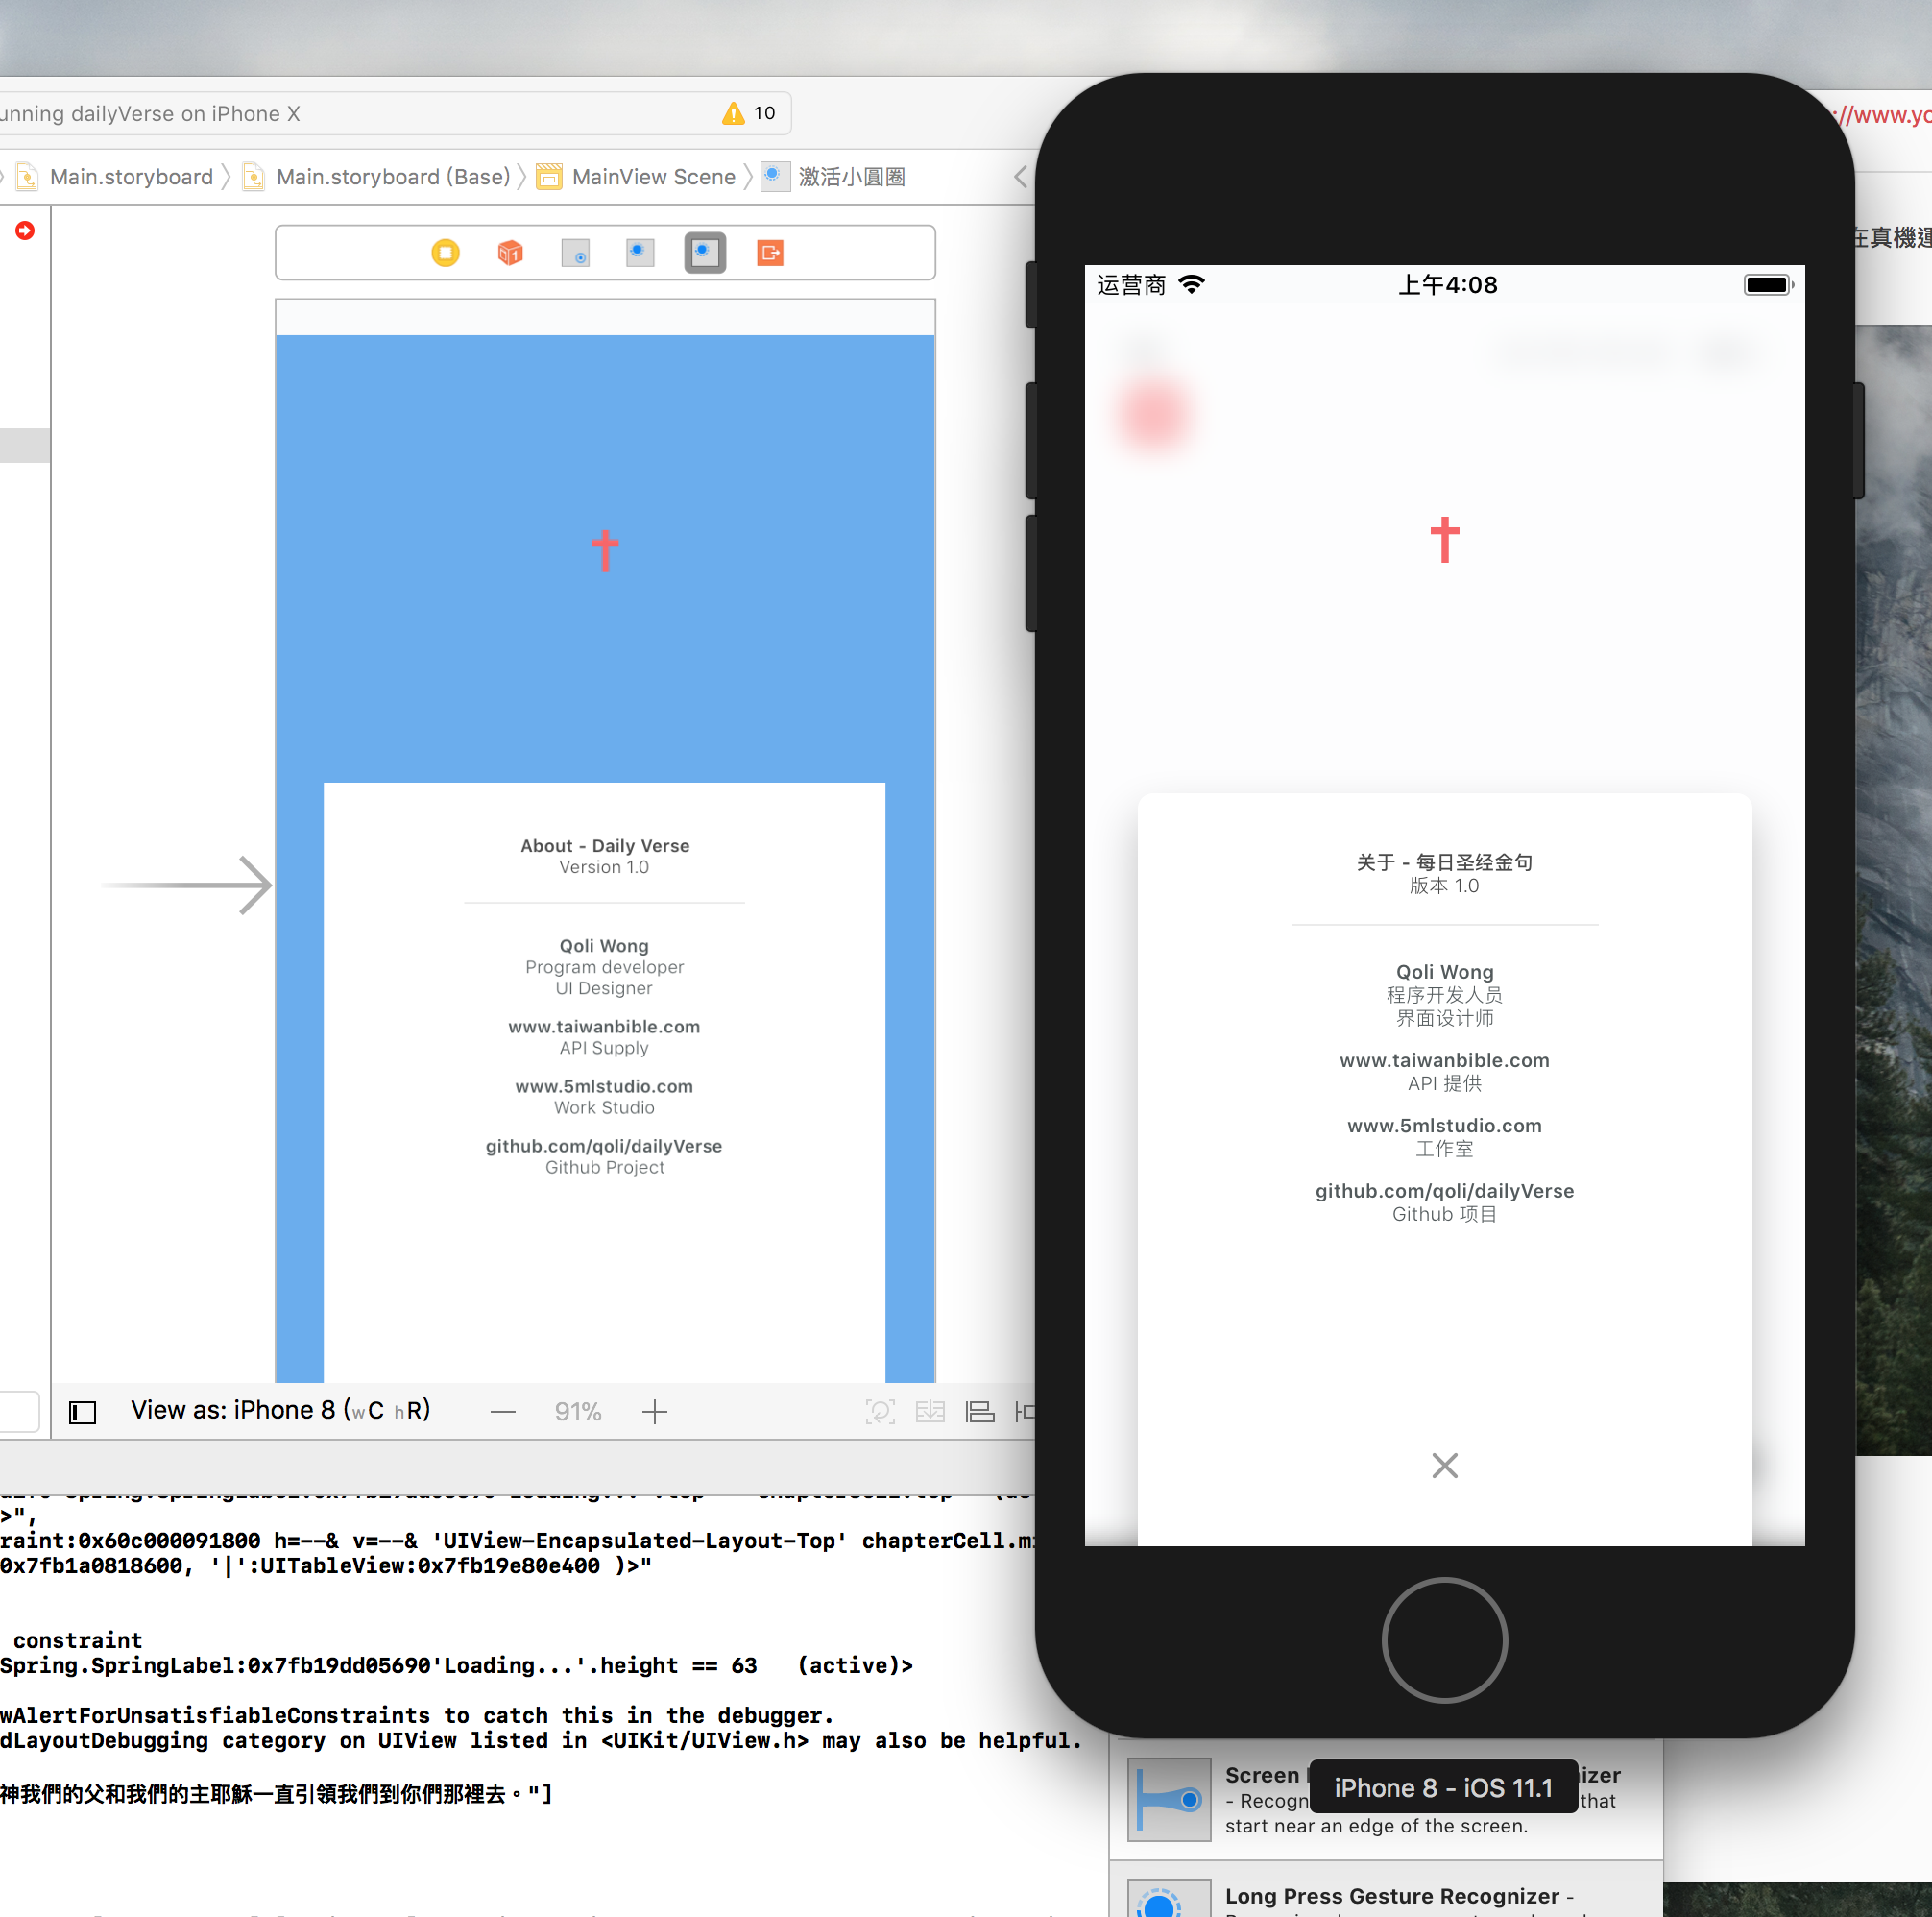 unning dailyVerse on iPhone X
10
://www.yo
Main.storyboard
Main.storyboard (Base)
MainView Scene
激活小圓圈
在真機運
运营商
上午4:08
About - Daily Verse
Version 1.0
Qoli Wong
Program developer
UI Designer
www.taiwanbible.com
API Supply
www.5mlstudio.com
Work Studio
github.com/qoli/dailyVerse
Github Project
关于 - 每日圣经金句
版本 1.0
Qoli Wong
程序开发人员
界面设计师
www.taiwanbible.com
API 提供
www.5mlstudio.com
工作室
github.com/qoli/dailyVerse
Github 项目
View as: iPhone 8 (wC hR)
91%
>",
raint:0x60c000091800 h=--& v=--& 'UIView-Encapsulated-Layout-Top' chapterCell.mi
0x7fb1a0818600, '|':UITableView:0x7fb19e80e400 )>"
constraint
Spring.SpringLabel:0x7fb19dd05690'Loading...'.height == 63   (active)>
wAlertForUnsatisfiableConstraints to catch this in the debugger.
dLayoutDebugging category on UIView listed in <UIKit/UIView.h> may also be helpful.
神我們的父和我們的主耶穌一直引領我們到你們那裡去。"]
iPhone 8 - iOS 11.1
Screen izer
- Recogn that
start near an edge of the screen.
Long Press Gesture Recognizer -